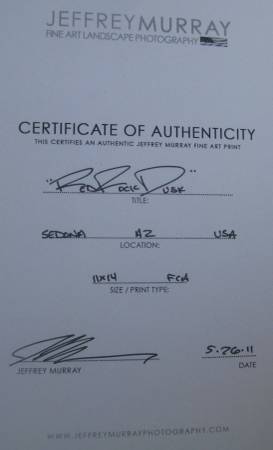 JEFFREYMURRAY
FINE ART LANDSCAPE PHOTOGRAPHY
CERTIFICATE OF AUTHENTICITY
THIS CERTIFIES AN AUTHENTIC JEFFREY MURRAY FINE ART PRINT
"Red Rock Dusk"
TITLE:
SEDONA AZ USA
LOCATION:
11x14 FCA
SIZE / PRINT TYPE:
5.26.11
JEFFREY MURRAY DATE
WWW.JEFFREYMURRAYPHOTOGRAPHY.COM